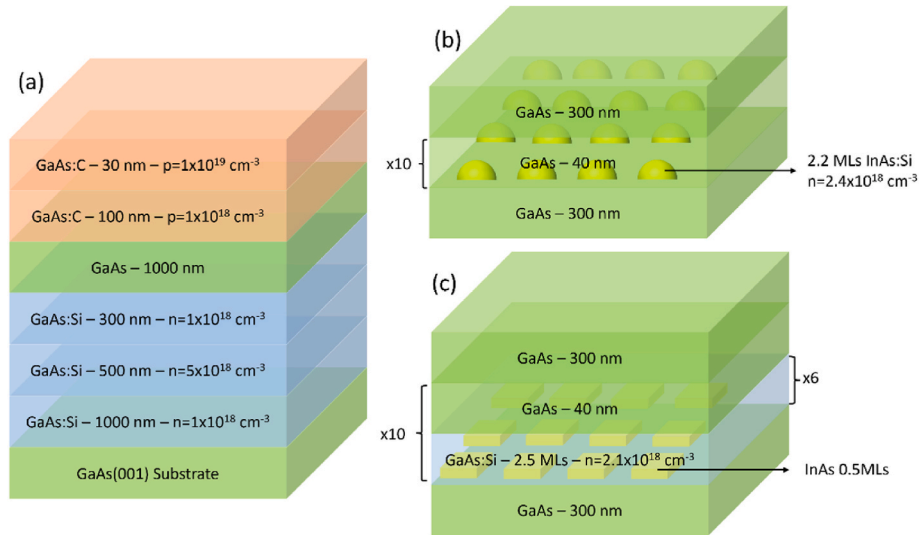 (a)
GaAs:C – 30 nm – p=1x10¹⁹ cm⁻³
GaAs:C – 100 nm – p=1x10¹⁸ cm⁻³
GaAs – 1000 nm
GaAs:Si – 300 nm – n=1x10¹⁸ cm⁻³
GaAs:Si – 500 nm – n=5x10¹⁸ cm⁻³
GaAs:Si – 1000 nm – n=1x10¹⁸ cm⁻³
GaAs(001) Substrate
(b)
GaAs – 300 nm
x10
GaAs – 40 nm
2.2 MLs InAs:Si
n=2.4x10¹⁸ cm⁻³
GaAs – 300 nm
(c)
GaAs – 300 nm
x6
GaAs – 40 nm
x10
GaAs:Si – 2.5 MLs – n=2.1x10¹⁸ cm⁻³
InAs 0.5MLs
GaAs – 300 nm